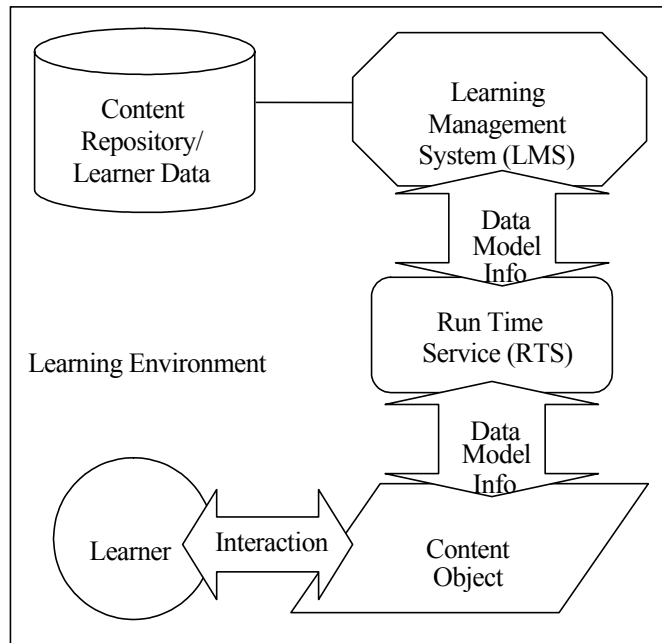 Content
Repository/
Learner Data
Learning
Management
System (LMS)
Data
Model
Info
Run Time
Service (RTS)
Learning Environment
Data
Model
Info
Learner
Interaction
Content
Object